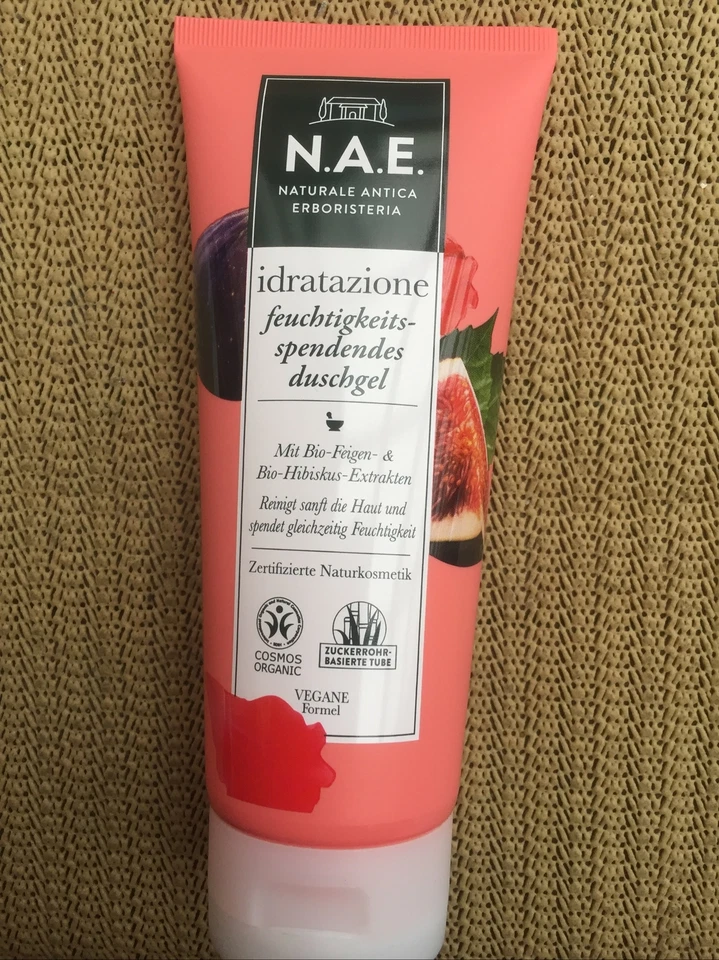 N.A.E.
NATURALE ANTICA
ERBORISTERIA
idratazione
feuchtigkeits-
spendendes
duschgel
Mit Bio-Feigen- &
Bio-Hibiskus-Extrakten
Reinigt sanft die Haut und
spendet gleichzeitig Feuchtigkeit
Zertifizierte Naturkosmetik
COSMOS
ORGANIC
ZUCKERROHR-
BASIERTE TUBE
VEGANE
Formel